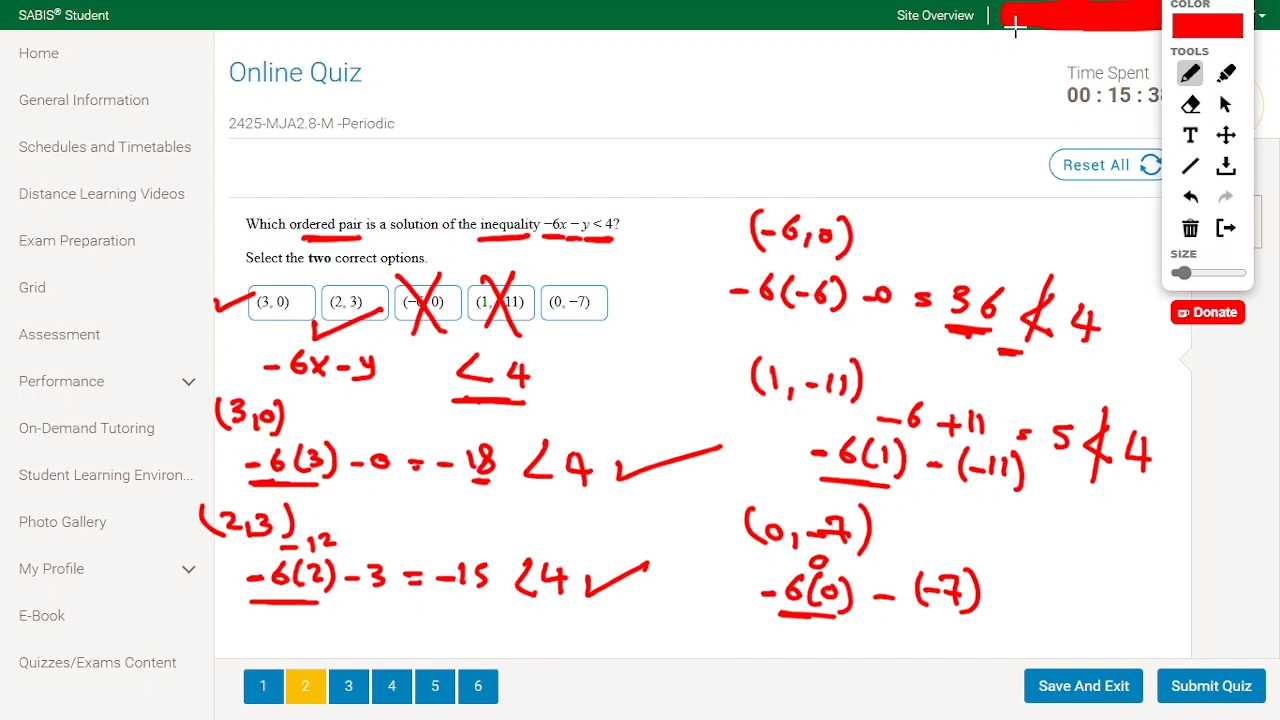 SABIS® Student
Site Overview
COLOR
TOOLS
SIZE
Donate
Home
General Information
Schedules and Timetables
Distance Learning Videos
Exam Preparation
Grid
Assessment
Performance
On-Demand Tutoring
Student Learning Environ...
Photo Gallery
My Profile
E-Book
Quizzes/Exams Content
Online Quiz
Time Spent
00 : 15 : 38
2425-MJA2.8-M -Periodic
Reset All
Which ordered pair is a solution of the inequality −6x − y < 4?
Select the two correct options.
(3, 0) (2, 3) (−6, 0) (1, −11) (0, −7)
-6x-y < 4
(3,0)
-6(3) -0 = -18 < 4
(2,3)
-12
-6(2) -3 = -15 < 4
(-6,0)
-6(-6) -0 = 36 ≮ 4
(1, -11)
-6 +11
-6(1) - (-11) = 5 ≮ 4
(0, -7)
0
-6(0) - (-7)
1 2 3 4 5 6
Save And Exit
Submit Quiz